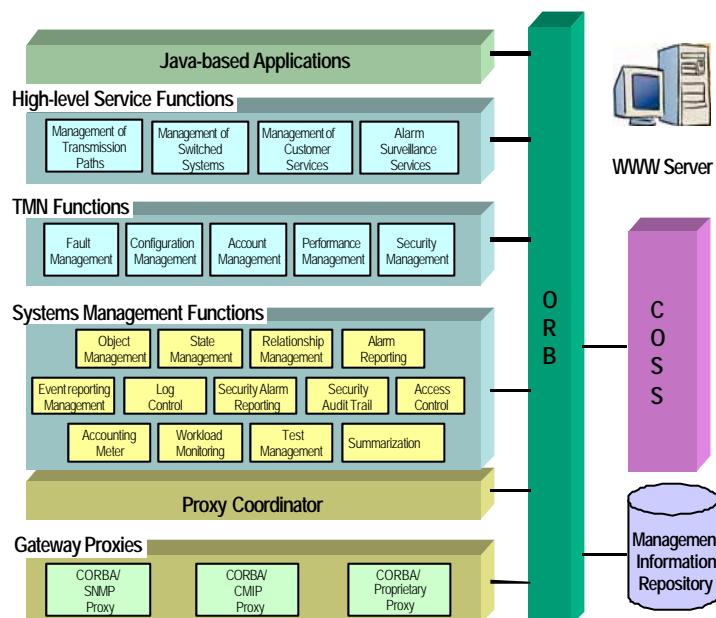 Java-based Applications
High-level Service Functions
Management of
Transmission
Paths
Management of
Switched
Systems
Management of
Customer
Services
Alarm
Surveillance
Services
TMN Functions
Fault
Management
Configuration
Management
Account
Management
Performance
Management
Security
Management
Systems Management Functions
Object
Management
State
Management
Relationship
Management
Alarm
Reporting
Event reporting
Management
Log
Control
Security Alarm
Reporting
Security
Audit Trail
Access
Control
Accounting
Meter
Workload
Monitoring
Test
Management
Summarization
Proxy Coordinator
Gateway Proxies
CORBA/
SNMP
Proxy
CORBA/
CMIP
Proxy
CORBA/
Proprietary
Proxy
O
R
B
WWW Server
C
O
S
S
Management
Information
Repository